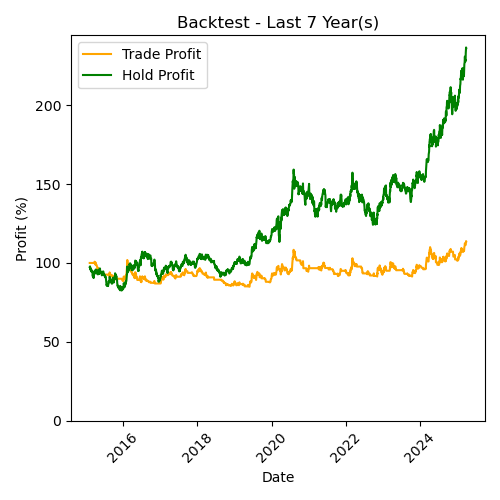 Backtest - Last 7 Year(s)
Trade Profit
Hold Profit
Profit (%)
200
150
100
50
0
2016
2018
2020
2022
2024
Date